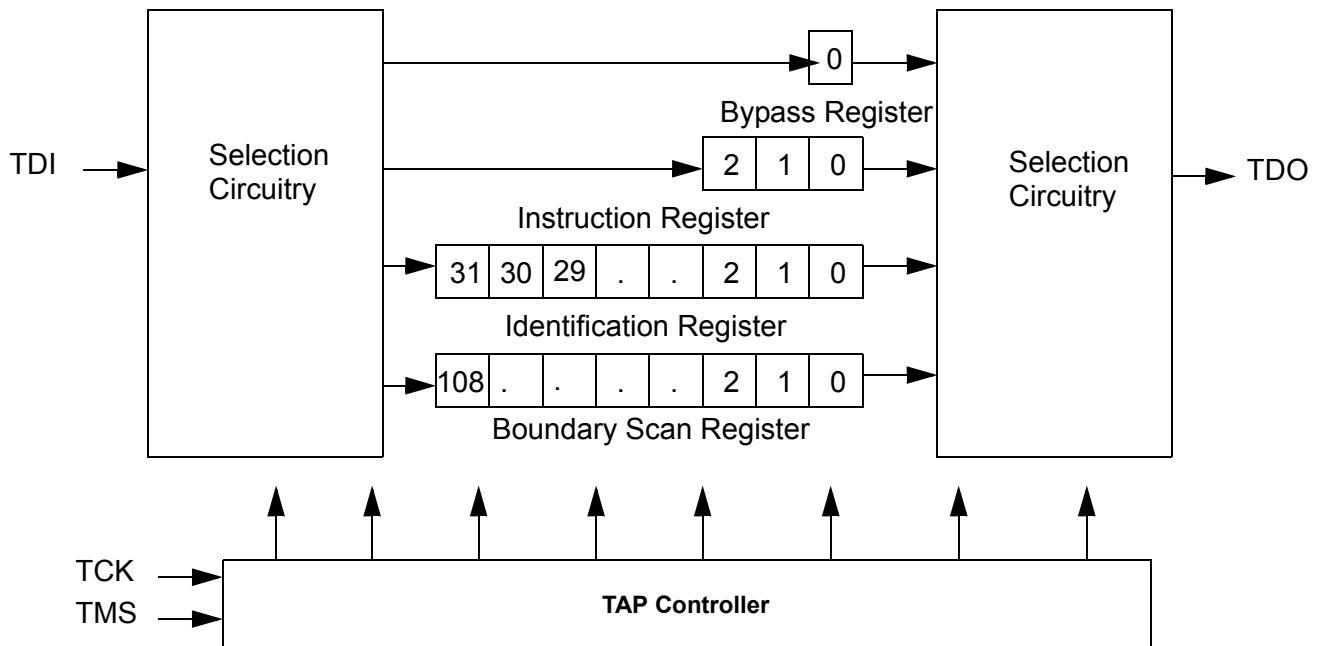 0
Bypass Register
TDI
Selection
Circuitry
2 1 0
Selection
Circuitry
TDO
Instruction Register
31 30 29 . . 2 1 0
Identification Register
108 . . . . 2 1 0
Boundary Scan Register
TCK
TMS
TAP Controller